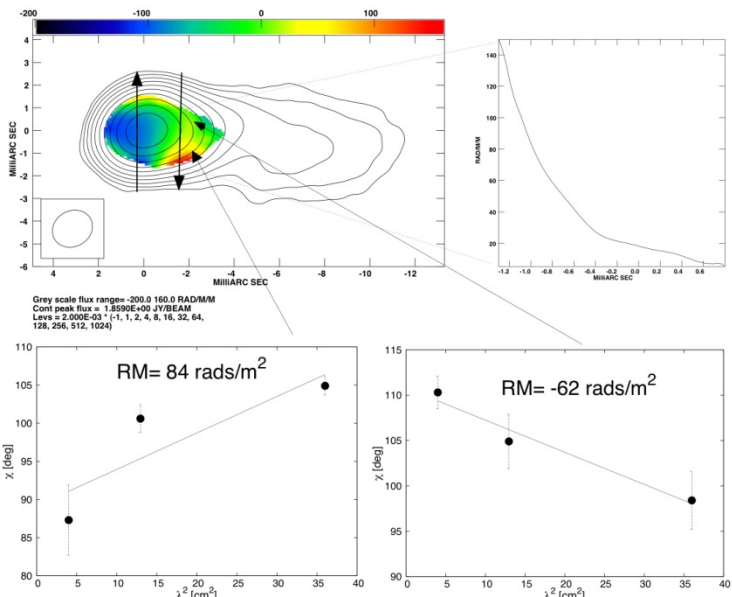 -200 -100 0 100
4
3
2
1
0
-1
-2
-3
-4
-5
-6
MilliARC SEC
4 2 0 -2 -4 -6 -8 -10 -12
MilliARC SEC
140
120
100
80
60
40
20
RAD/M/M
-1.2 -1.0 -0.8 -0.6 -0.4 -0.2 0.0 0.2 0.4 0.6
MilliARC SEC
Grey scale flux range= -200.0 160.0 RAD/M/M
Cont peak flux = 1.8590E+00 JY/BEAM
Levs = 2.000E-03 * (-1, 1, 2, 4, 8, 16, 32, 64,
128, 256, 512, 1024)
RM= 84 rads/m²
110
105
100
95
90
85
80
χ [deg]
0 5 10 15 20 25 30 35 40
λ² [cm²]
RM= -62 rads/m²
115
110
105
100
95
90
χ [deg]
0 5 10 15 20 25 30 35 40
λ² [cm²]